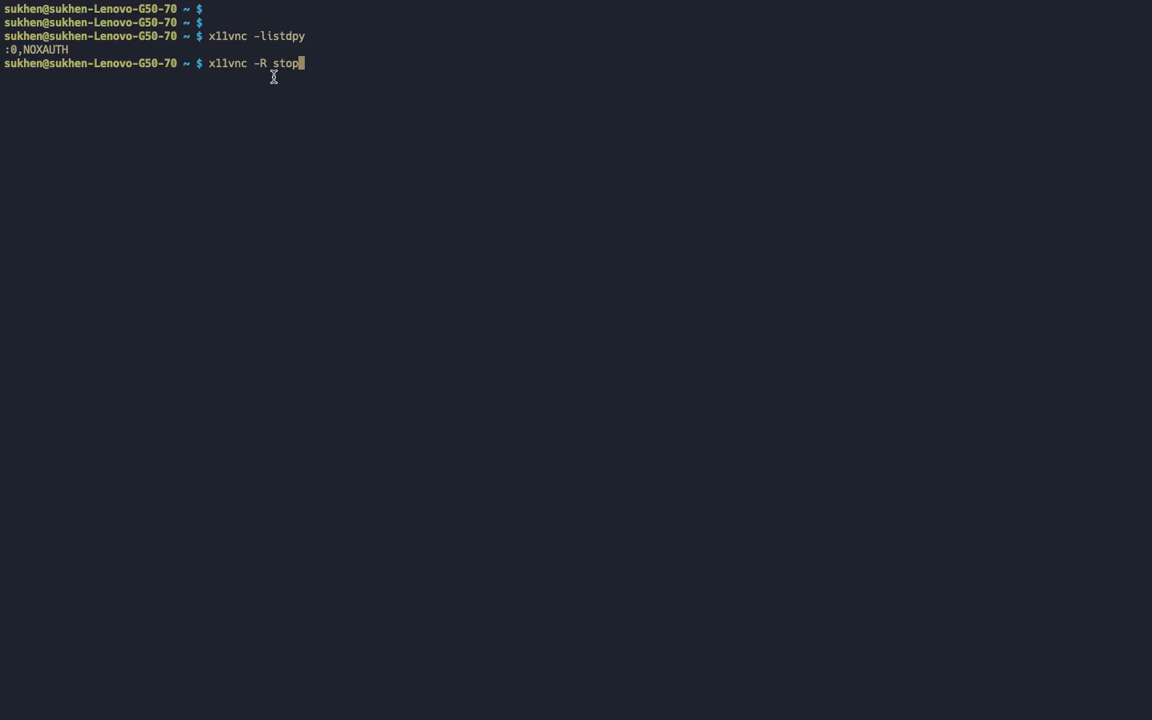 sukhen@sukhen-Lenovo-G50-70 ~ $
sukhen@sukhen-Lenovo-G50-70 ~ $
sukhen@sukhen-Lenovo-G50-70 ~ $ x11vnc -listdpy
:0,NOXAUTH
sukhen@sukhen-Lenovo-G50-70 ~ $ x11vnc -R stop